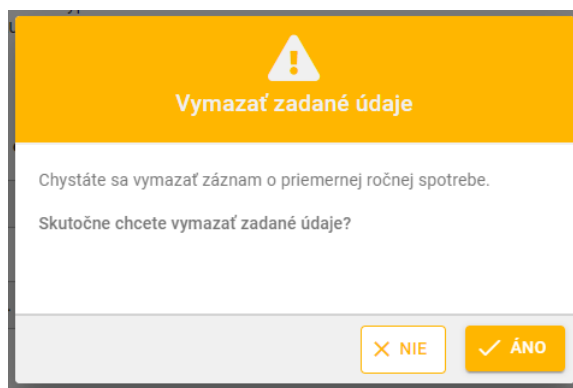 Vymazať zadané údaje
Chystáte sa vymazať záznam o priemernej ročnej spotrebe.
Skutočne chcete vymazať zadané údaje?
NIE
ÁNO